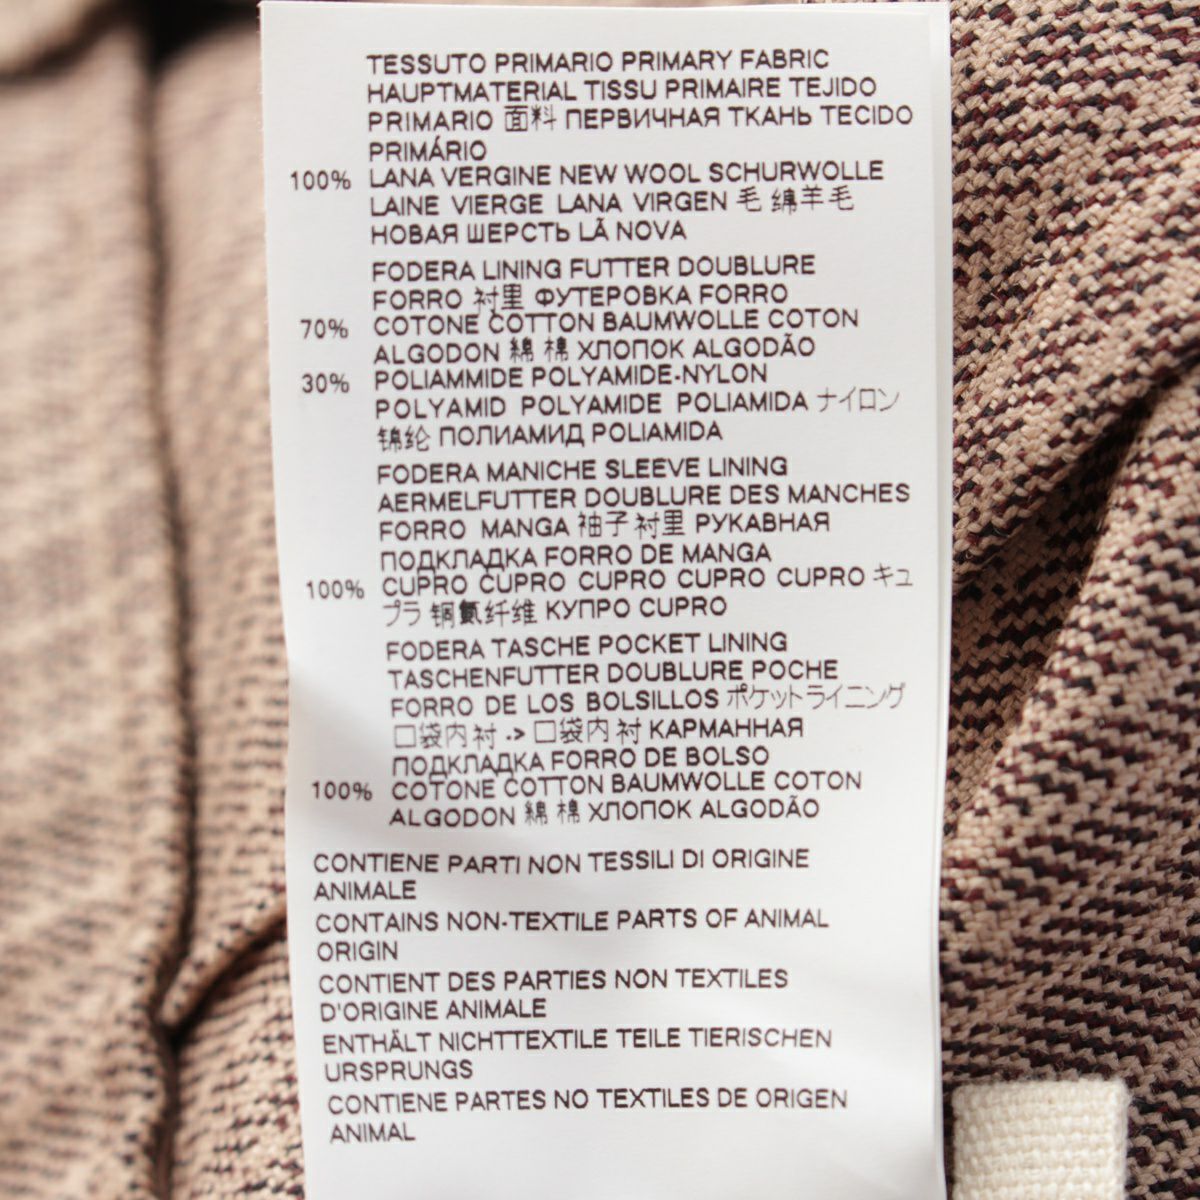 TESSUTO PRIMARIO PRIMARY FABRIC
HAUPTMATERIAL TISSU PRIMAIRE TEJIDO
PRIMARIO 面料 ПЕРВИЧНАЯ ТКАНЬ TECIDO
PRIMÁRIO
100% LANA VERGINE NEW WOOL SCHURWOLLE
LAINE VIERGE LANA VIRGEN 毛 绵羊毛
НОВАЯ ШЕРСТЬ LÃ NOVA
FODERA LINING FUTTER DOUBLURE
FORRO 衬里 ФУТЕРОВКА FORRO
70% COTONE COTTON BAUMWOLLE COTON
ALGODON 綿 棉 ХЛОПОК ALGODÃO
30% POLIAMMIDE POLYAMIDE-NYLON
POLYAMID POLYAMIDE POLIAMIDA ナイロン
锦纶 ПОЛИАМИД POLIAMIDA
FODERA MANICHE SLEEVE LINING
AERMELFUTTER DOUBLURE DES MANCHES
FORRO MANGA 袖子衬里 РУКАВНАЯ
ПОДКЛАДКА FORRO DE MANGA
100% CUPRO CUPRO CUPRO CUPRO CUPRO キュ
プラ 铜氨纤维 КУПРО CUPRO
FODERA TASCHE POCKET LINING
TASCHENFUTTER DOUBLURE POCHE
FORRO DE LOS BOLSILLOS ポケットライニング
口袋内衬 -> 口袋内衬 КАРМАННАЯ
ПОДКЛАДКА FORRO DE BOLSO
100% COTONE COTTON BAUMWOLLE COTON
ALGODON 綿 棉 ХЛОПОК ALGODÃO
CONTIENE PARTI NON TESSILI DI ORIGINE
ANIMALE
CONTAINS NON-TEXTILE PARTS OF ANIMAL
ORIGIN
CONTIENT DES PARTIES NON TEXTILES
D'ORIGINE ANIMALE
ENTHÄLT NICHTTEXTILE TEILE TIERISCHEN
URSPRUNGS
CONTIENE PARTES NO TEXTILES DE ORIGEN
ANIMAL